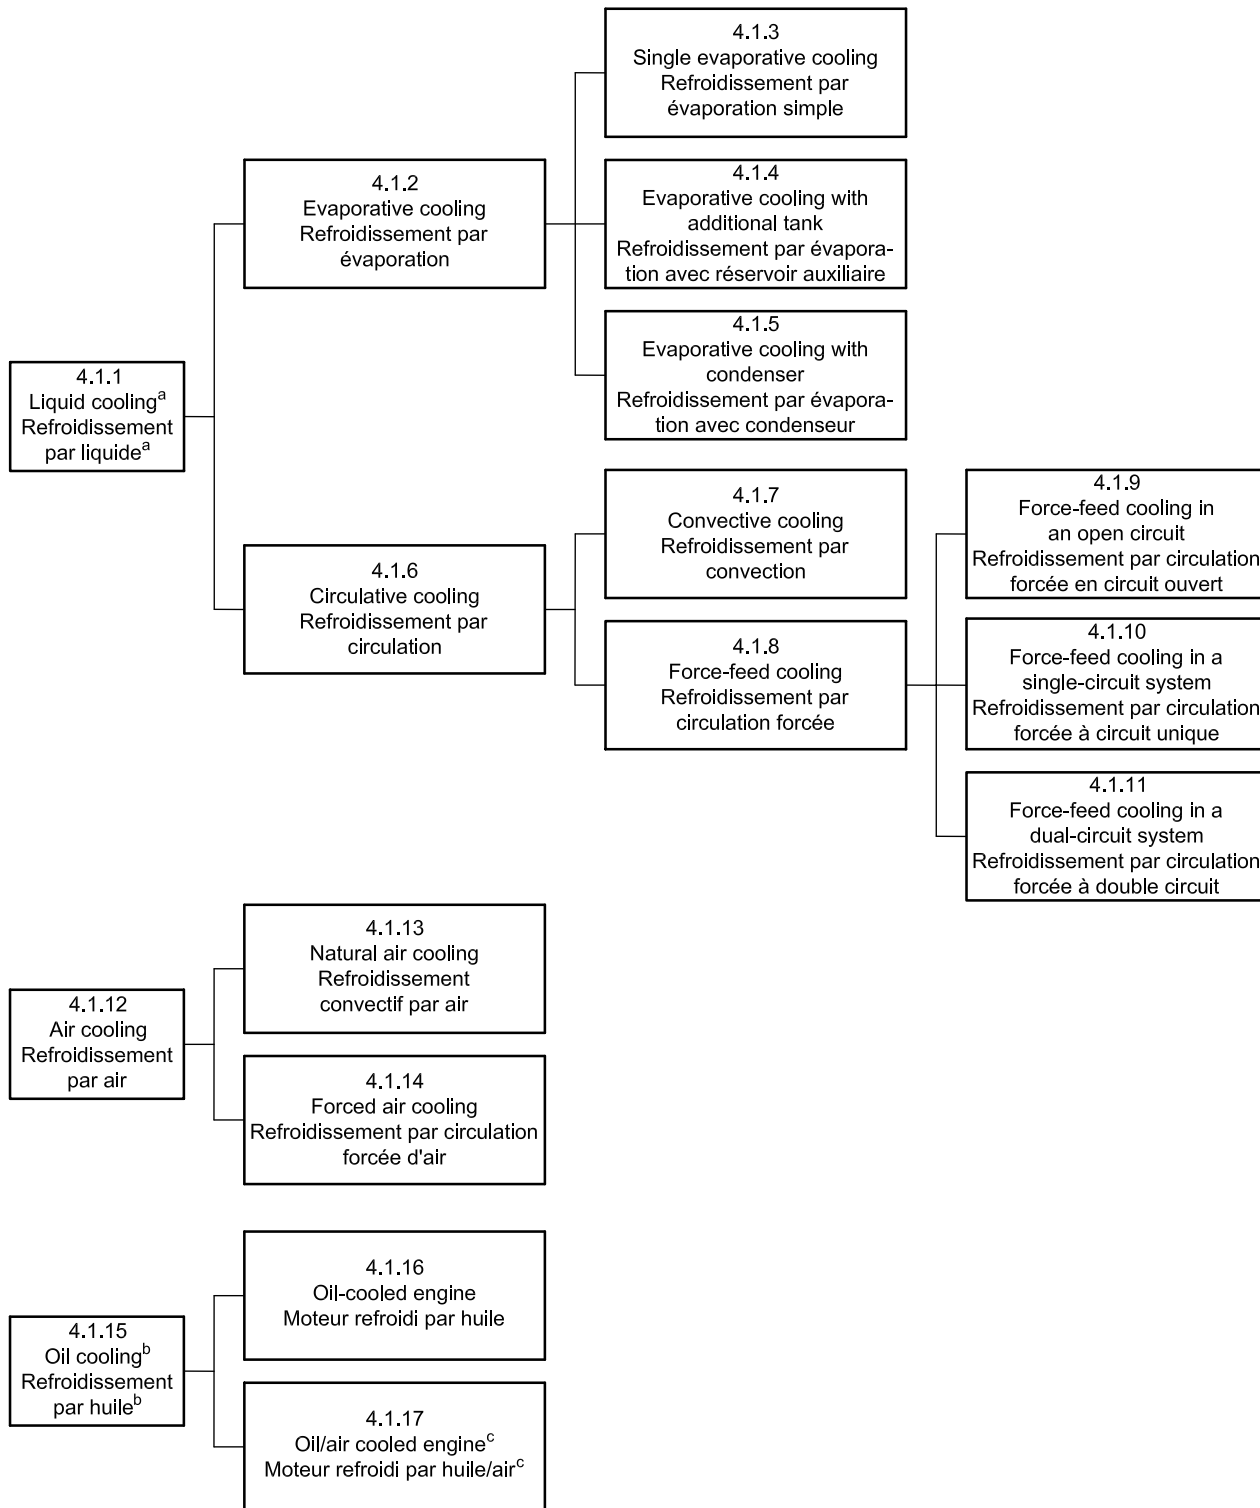 4.1.3
Single evaporative cooling
Refroidissement par
évaporation simple
4.1.2
Evaporative cooling
Refroidissement par
évaporation
4.1.4
Evaporative cooling with
additional tank
Refroidissement par évapora-
tion avec réservoir auxiliaire
4.1.5
Evaporative cooling with
condenser
Refroidissement par évapora-
tion avec condenseur
4.1.1
Liquid coolingᵃ
Refroidissement
par liquideᵃ
4.1.6
Circulative cooling
Refroidissement par
circulation
4.1.7
Convective cooling
Refroidissement par
convection
4.1.8
Force-feed cooling
Refroidissement par
circulation forcée
4.1.9
Force-feed cooling in
an open circuit
Refroidissement par circulation
forcée en circuit ouvert
4.1.10
Force-feed cooling in a
single-circuit system
Refroidissement par circulation
forcée à circuit unique
4.1.11
Force-feed cooling in a
dual-circuit system
Refroidissement par circulation
forcée à double circuit
4.1.12
Air cooling
Refroidissement
par air
4.1.13
Natural air cooling
Refroidissement
convectif par air
4.1.14
Forced air cooling
Refroidissement par circulation
forcée d'air
4.1.15
Oil coolingᵇ
Refroidissement
par huileᵇ
4.1.16
Oil-cooled engine
Moteur refroidi par huile
4.1.17
Oil/air cooled engineᶜ
Moteur refroidi par huile/airᶜ